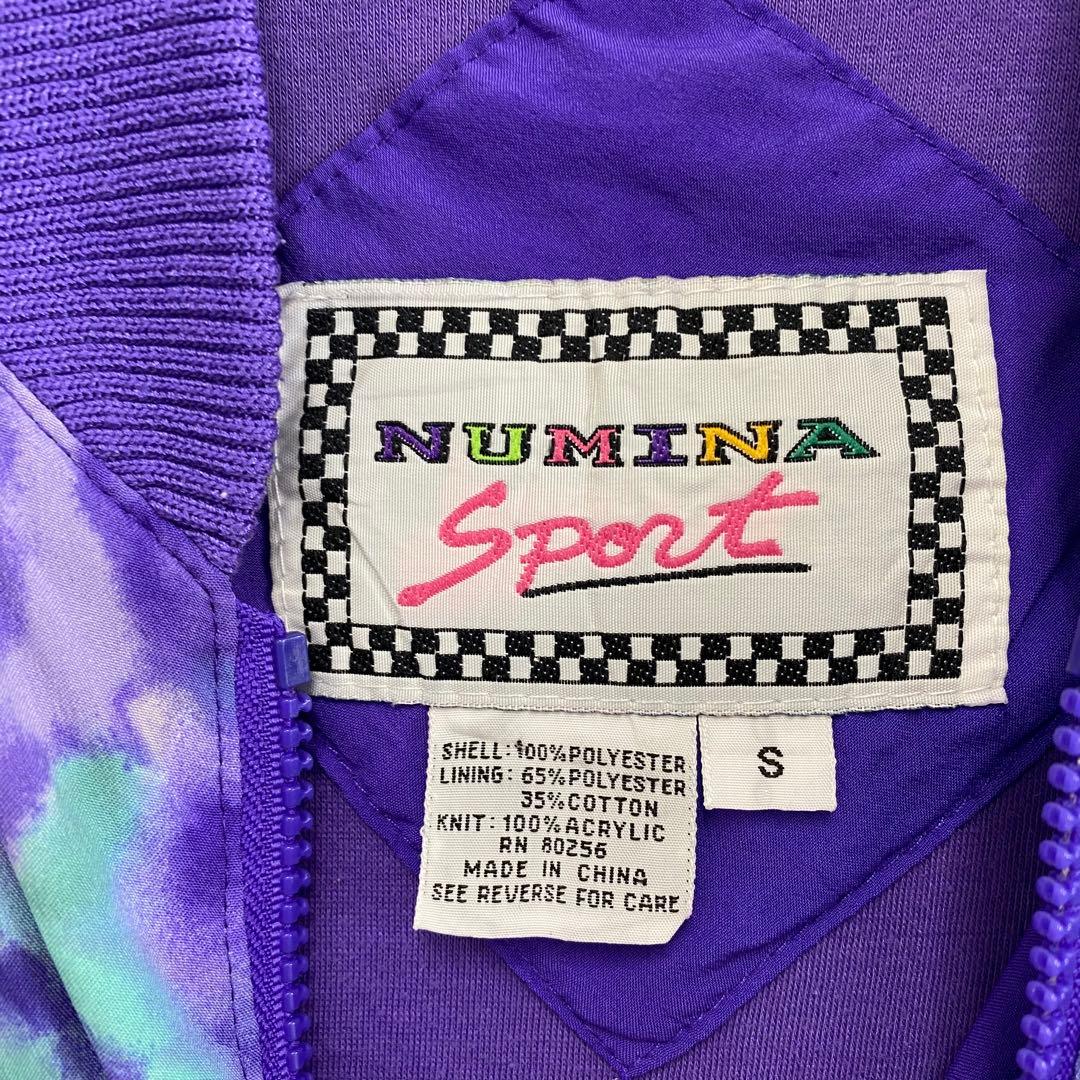 NUMINA
Sport
S
SHELL: 100% POLYESTER
LINING: 65% POLYESTER
35% COTTON
KNIT: 100% ACRYLIC
RN 80256
MADE IN CHINA
SEE REVERSE FOR CARE